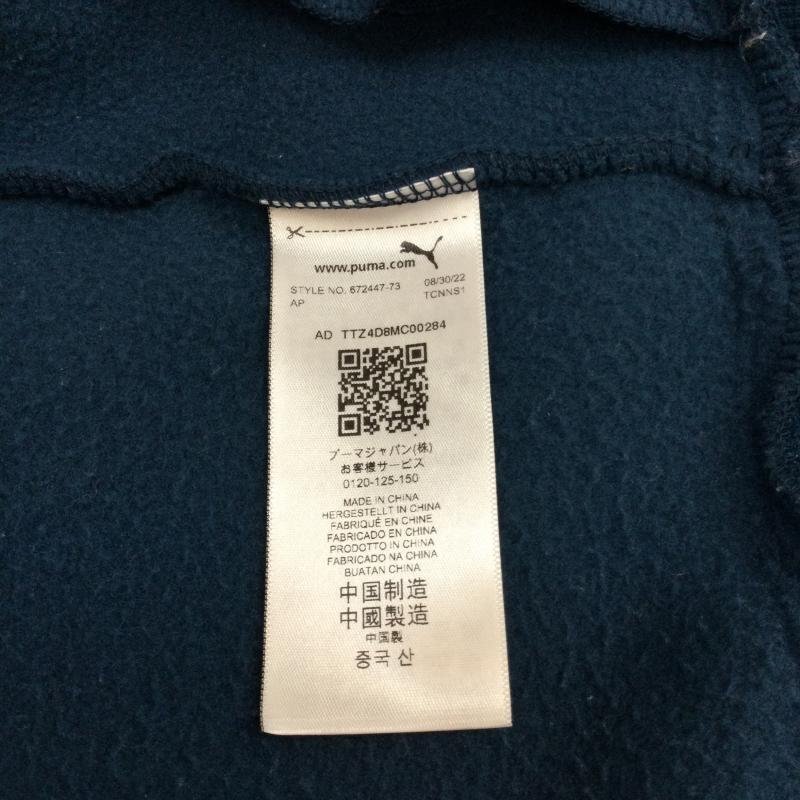 www.puma.com
STYLE NO. 672447-73 08/30/22
AP TCNNS1
AD TTZ4D8MC00284
プーマジャパン(株)
お客様サービス
0120-125-150
MADE IN CHINA
HERGESTELLT IN CHINA
FABRIQUÉ EN CHINE
FABRICADO EN CHINA
PRODOTTO IN CHINA
FABRICADO NA CHINA
BUATAN CHINA
中国制造
中國製造
中国製
중국 산